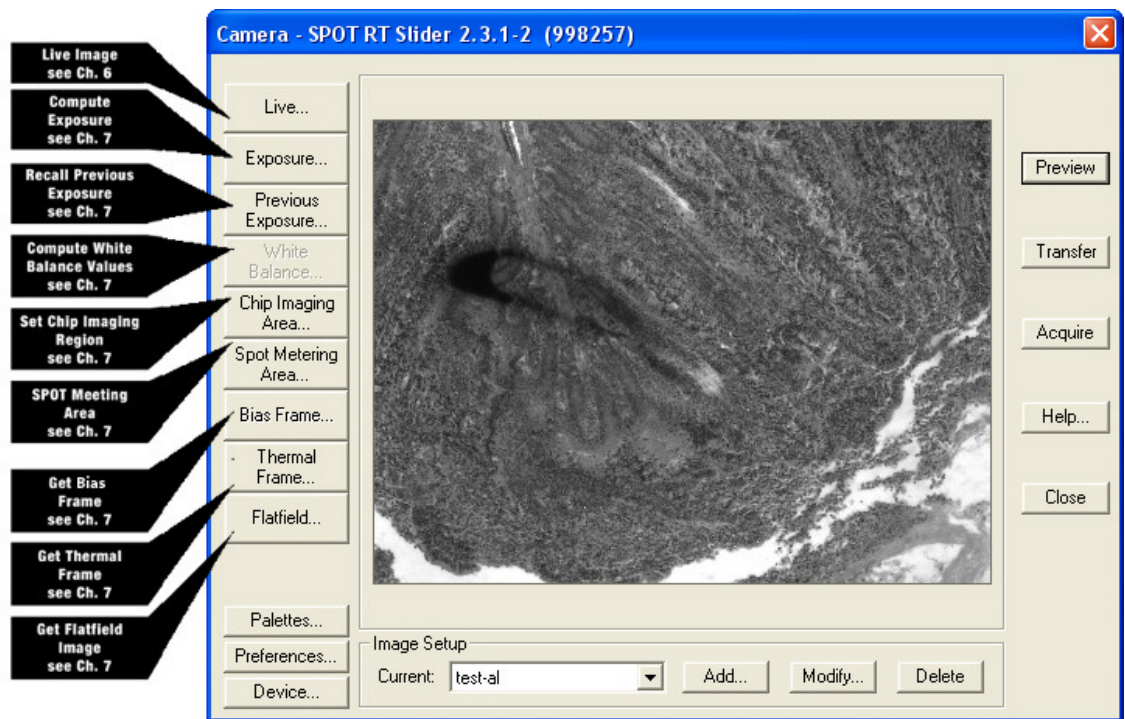 Camera - SPOT RT Slider 2.3.1-2 (998257)
Live Image
see Ch. 6
Compute
Exposure
see Ch. 7
Recall Previous
Exposure
see Ch. 7
Compute White
Balance Values
see Ch. 7
Set Chip Imaging
Region
see Ch. 7
SPOT Meeting
Area
see Ch. 7
Get Bias
Frame
see Ch. 7
Get Thermal
Frame
see Ch. 7
Get Flatfield
Image
see Ch. 7
Live...
Exposure...
Previous
Exposure...
White
Balance...
Chip Imaging
Area...
Spot Metering
Area...
Bias Frame...
Thermal
Frame...
Flatfield...
Palettes...
Preferences...
Device...
Image Setup
Current: test-al Add... Modify... Delete
Preview
Transfer
Acquire
Help...
Close